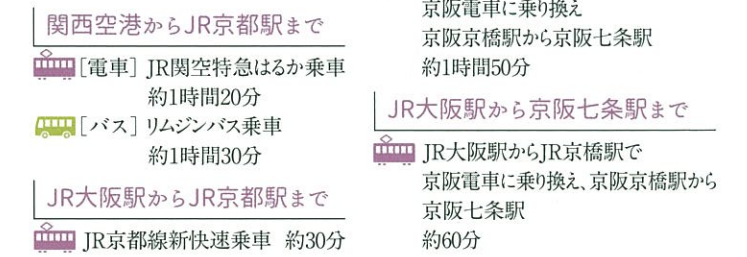 関西空港からJR京都駅まで
[電車] JR関空特急はるか乗車
約1時間20分
[バス] リムジンバス乗車
約1時間30分
JR大阪駅からJR京都駅まで
JR京都線新快速乗車 約30分
京阪電車に乗り換え
京阪京橋駅から京阪七条駅
約1時間50分
JR大阪駅から京阪七条駅まで
JR大阪駅からJR京橋駅で
京阪電車に乗り換え、京阪京橋駅から
京阪七条駅
約60分